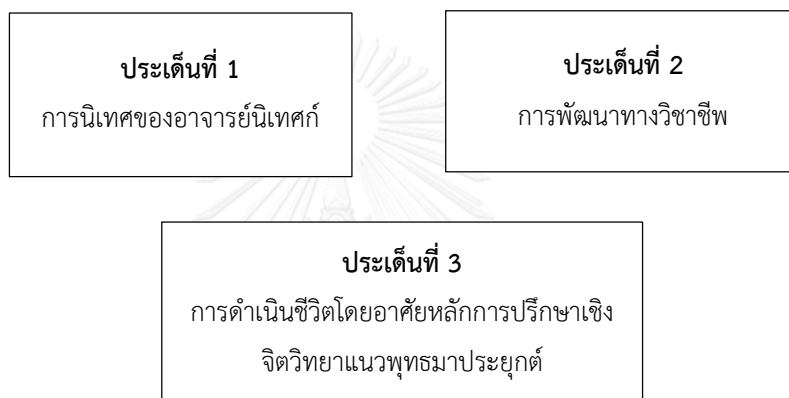 ประเด็นที่ 1
การนิเทศของอาจารย์นิเทศก์
ประเด็นที่ 2
การพัฒนาทางวิชาชีพ
ประเด็นที่ 3
การดำเนินชีวิตโดยอาศัยหลักการปรึกษาเชิง
จิตวิทยาแนวพุทธมาประยุกต์